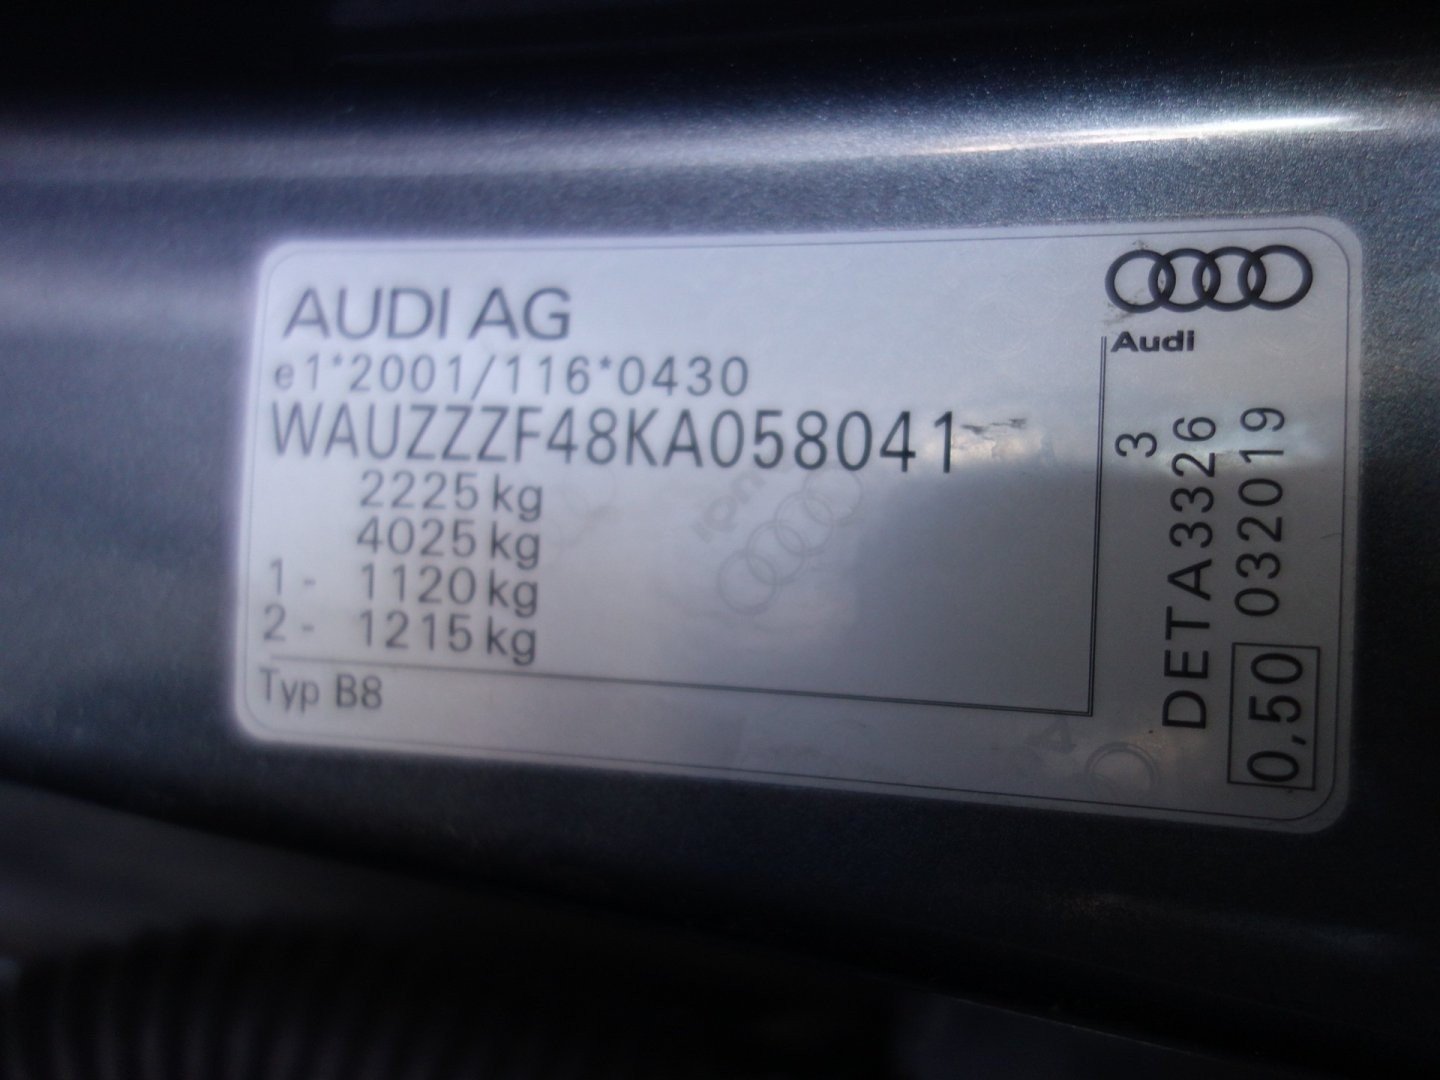 AUDI AG
e1*2001/116*0430
WAUZZZF48KA058041
2225 kg
4025 kg
1 - 1120 kg
2 - 1215 kg
Typ B8
Audi
3
DETA3326
0,50 032019